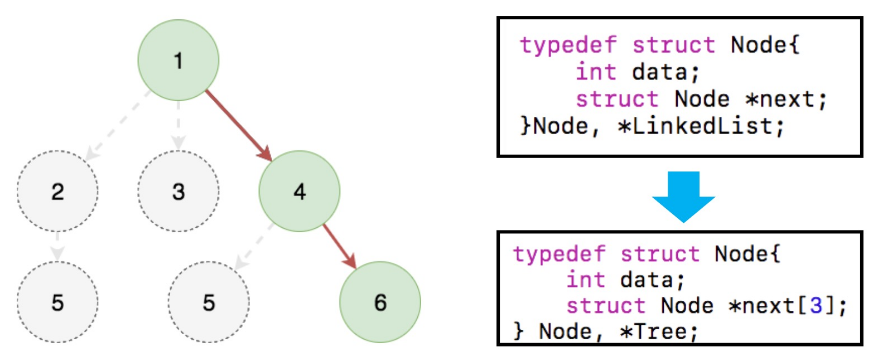 1
2
3
4
5
5
6
typedef struct Node{
    int data;
    struct Node *next;
}Node, *LinkedList;
typedef struct Node{
    int data;
    struct Node *next[3];
} Node, *Tree;